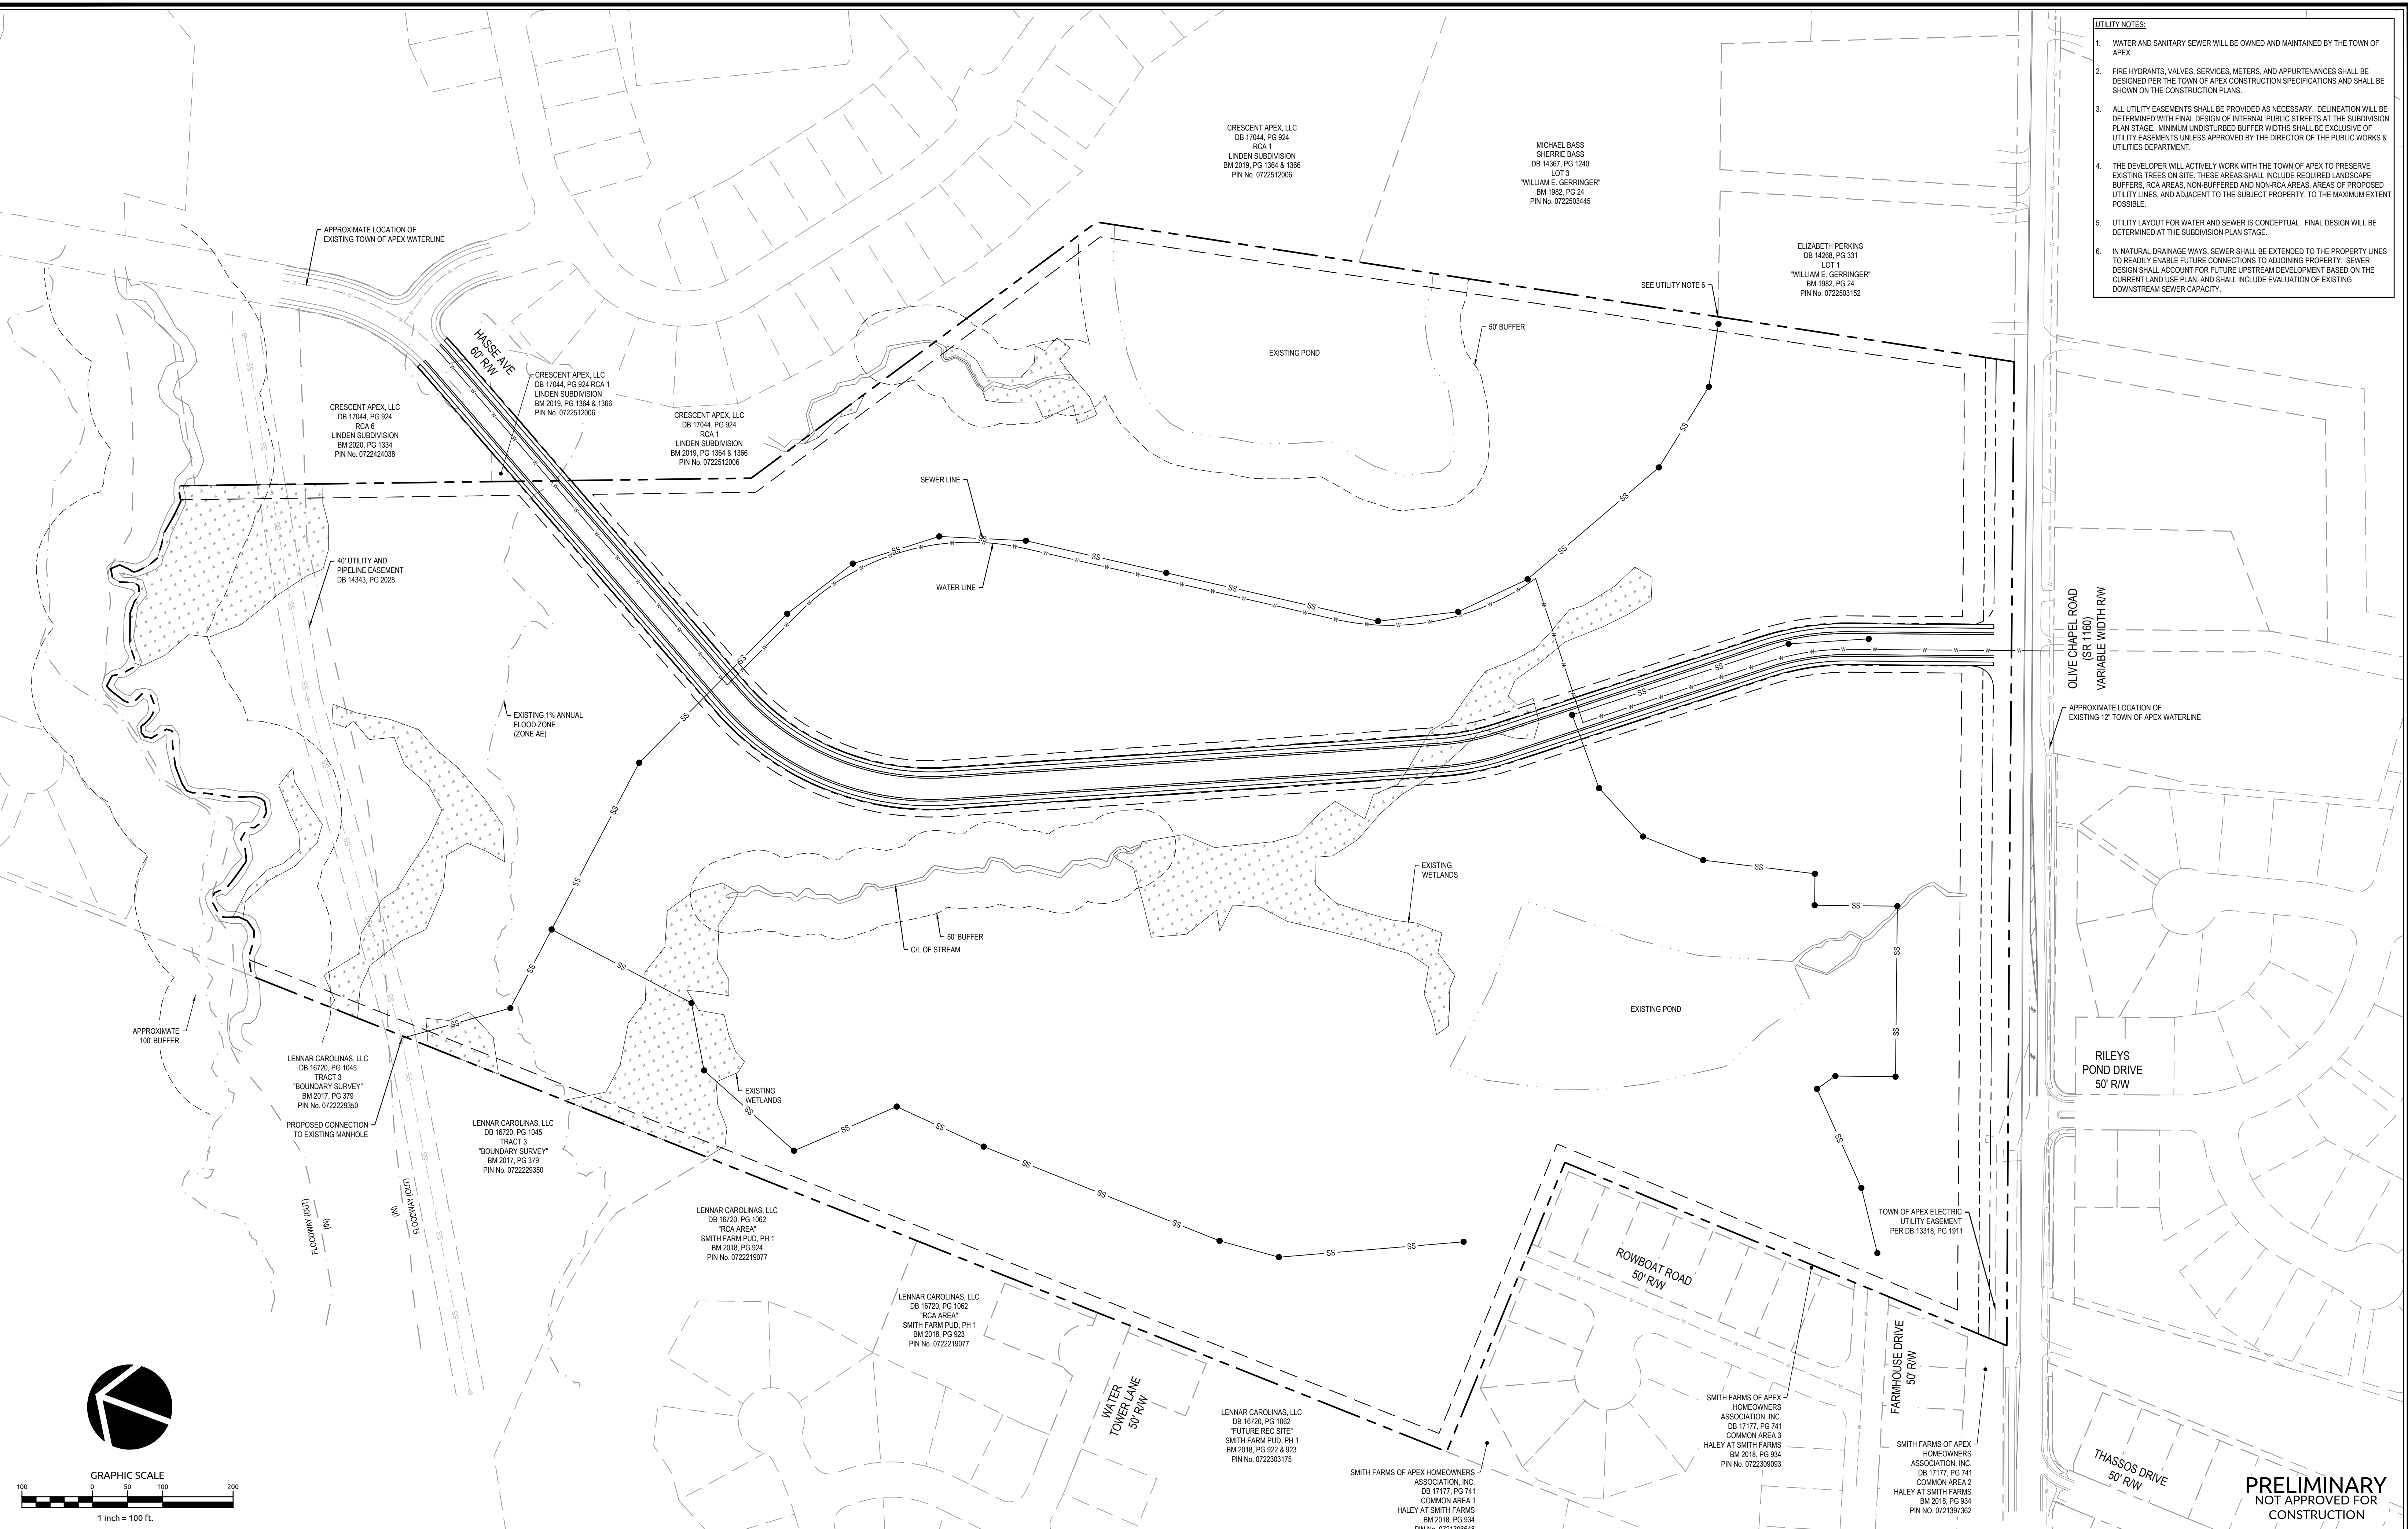 UTILITY NOTES:
1. WATER AND SANITARY SEWER WILL BE OWNED AND MAINTAINED BY THE TOWN OF
APEX.
2. FIRE HYDRANTS, VALVES, SERVICES, METERS, AND APPURTENANCES SHALL BE
DESIGNED PER THE TOWN OF APEX CONSTRUCTION SPECIFICATIONS AND SHALL BE
SHOWN ON THE CONSTRUCTION PLANS.
3. ALL UTILITY EASEMENTS SHALL BE PROVIDED AS NECESSARY. DELINEATION WILL BE
DETERMINED WITH FINAL DESIGN OF INTERNAL PUBLIC STREETS AT THE SUBDIVISION
PLAN STAGE. MINIMUM UNDISTURBED BUFFER WIDTHS SHALL BE EXCLUSIVE OF
UTILITY EASEMENTS UNLESS APPROVED BY THE DIRECTOR OF THE PUBLIC WORKS &
UTILITIES DEPARTMENT.
4. THE DEVELOPER WILL ACTIVELY WORK WITH THE TOWN OF APEX TO PRESERVE
EXISTING TREES ON SITE. THESE AREAS SHALL INCLUDE REQUIRED LANDSCAPE
BUFFERS, RCA AREAS, NON-BUFFERED AND NON-RCA AREAS, AREAS OF PROPOSED
UTILITY LINES, AND ADJACENT TO THE SUBJECT PROPERTY, TO THE MAXIMUM EXTENT
POSSIBLE.
5. UTILITY LAYOUT FOR WATER AND SEWER IS CONCEPTUAL. FINAL DESIGN WILL BE
DETERMINED AT THE SUBDIVISION PLAN STAGE.
6. IN NATURAL DRAINAGE WAYS, SEWER SHALL BE EXTENDED TO THE PROPERTY LINES
TO READILY ENABLE FUTURE CONNECTIONS TO ADJOINING PROPERTY. SEWER
DESIGN SHALL ACCOUNT FOR FUTURE UPSTREAM DEVELOPMENT BASED ON THE
CURRENT LAND USE PLAN, AND SHALL INCLUDE EVALUATION OF EXISTING
DOWNSTREAM SEWER CAPACITY.
CRESCENT APEX, LLC
DB 17044, PG 924
RCA 1
LINDEN SUBDIVISION
BM 2019, PG 1364 & 1366
PIN No. 0722512006
MICHAEL BASS
SHERRIE BASS
DB 14367, PG 1240
LOT 3
"WILLIAM E. GERRINGER"
BM 1982, PG 24
PIN No. 0722503445
ELIZABETH PERKINS
DB 14268, PG 331
LOT 1
"WILLIAM E. GERRINGER"
BM 1982, PG 24
PIN No. 0722503152
APPROXIMATE LOCATION OF
EXISTING TOWN OF APEX WATERLINE
SEE UTILITY NOTE 6
50' BUFFER
EXISTING POND
HASSE AVE
60' R/W
CRESCENT APEX, LLC
DB 17044, PG 924 RCA 1
LINDEN SUBDIVISION
BM 2019, PG 1364 & 1366
PIN No. 0722512006
CRESCENT APEX, LLC
DB 17044, PG 924
RCA 6
LINDEN SUBDIVISION
BM 2020, PG 1334
PIN No. 0722424038
CRESCENT APEX, LLC
DB 17044, PG 924
RCA 1
LINDEN SUBDIVISION
BM 2019, PG 1364 & 1366
PIN No. 0722512006
SEWER LINE
WATER LINE
40' UTILITY AND
PIPELINE EASEMENT
DB 14343, PG 2028
EXISTING 1% ANNUAL
FLOOD ZONE
(ZONE AE)
OLIVE CHAPEL ROAD
(SR 1160)
VARIABLE WIDTH R/W
APPROXIMATE LOCATION OF
EXISTING 12" TOWN OF APEX WATERLINE
EXISTING
WETLANDS
50' BUFFER
C/L OF STREAM
EXISTING POND
APPROXIMATE
100' BUFFER
RILEYS
POND DRIVE
50' R/W
LENNAR CAROLINAS, LLC
DB 16720, PG 1045
TRACT 3
"BOUNDARY SURVEY"
BM 2017, PG 379
PIN No. 0722229350
PROPOSED CONNECTION
TO EXISTING MANHOLE
EXISTING
WETLANDS
LENNAR CAROLINAS, LLC
DB 16720, PG 1045
TRACT 3
"BOUNDARY SURVEY"
BM 2017, PG 379
PIN No. 0722229350
FLOODWAY (OUT)
(IN)
(IN)
FLOODWAY (OUT)
LENNAR CAROLINAS, LLC
DB 16720, PG 1062
"RCA AREA"
SMITH FARM PUD, PH 1
BM 2018, PG 924
PIN No. 0722219077
TOWN OF APEX ELECTRIC
UTILITY EASEMENT
PER DB 13318, PG 1911
ROWBOAT ROAD
50' R/W
LENNAR CAROLINAS, LLC
DB 16720, PG 1062
"RCA AREA"
SMITH FARM PUD, PH 1
BM 2018, PG 923
PIN No. 0722219077
WATER
TOWER LANE
50' R/W
FARMHOUSE DRIVE
50' R/W
LENNAR CAROLINAS, LLC
DB 16720, PG 1062
"FUTURE REC SITE"
SMITH FARM PUD, PH 1
BM 2018, PG 922 & 923
PIN No. 0722303175
SMITH FARMS OF APEX
HOMEOWNERS
ASSOCIATION, INC.
DB 17177, PG 741
COMMON AREA 3
HALEY AT SMITH FARMS
BM 2018, PG 934
PIN No. 0722309093
SMITH FARMS OF APEX HOMEOWNERS
ASSOCIATION, INC.
DB 17177, PG 741
COMMON AREA 1
HALEY AT SMITH FARMS
BM 2018, PG 934
SMITH FARMS OF APEX
HOMEOWNERS
ASSOCIATION, INC.
DB 17177, PG 741
COMMON AREA 2
HALEY AT SMITH FARMS
BM 2018, PG 934
PIN NO. 0721397362
THASSOS DRIVE
50' R/W
GRAPHIC SCALE
100 0 50 100 200
1 inch = 100 ft.
PRELIMINARY
NOT APPROVED FOR
CONSTRUCTION